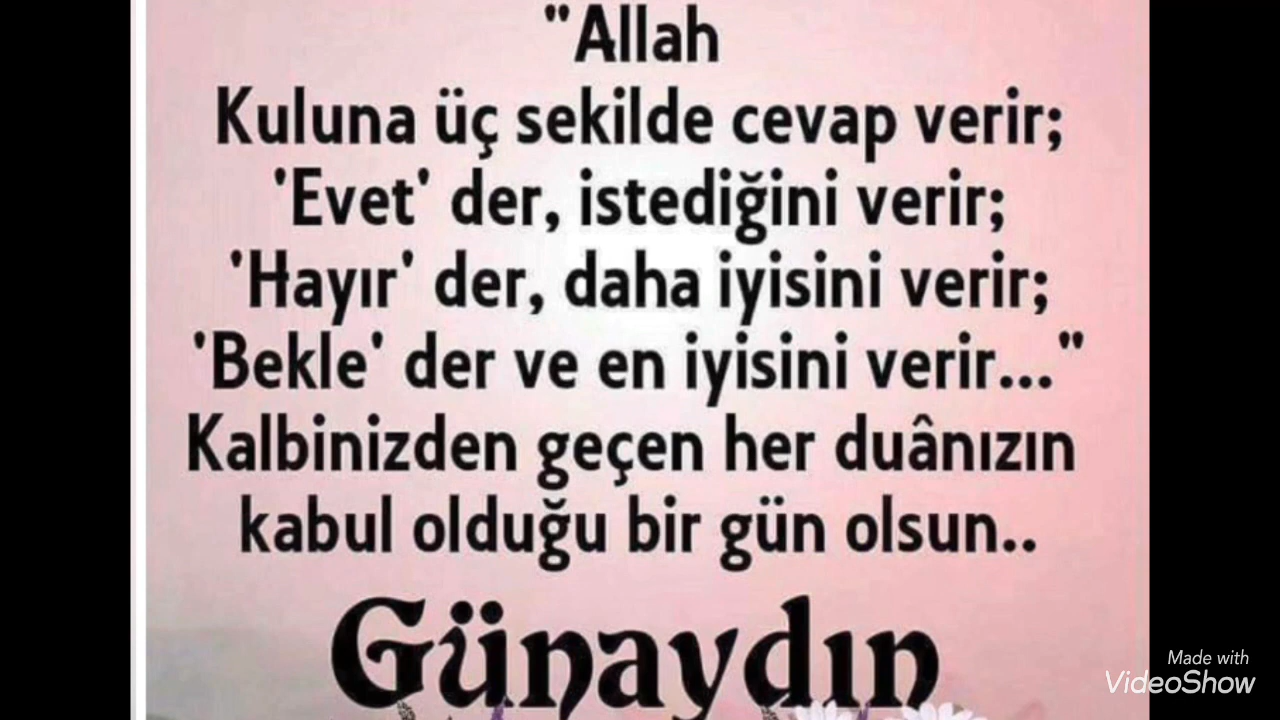 "Allah
Kuluna üç sekilde cevap verir;
'Evet' der, istediğini verir;
'Hayır' der, daha iyisini verir;
'Bekle' der ve en iyisini verir..."
Kalbinizden geçen her duânızın
kabul olduğu bir gün olsun..
Günaydın
Made with
VideoShow